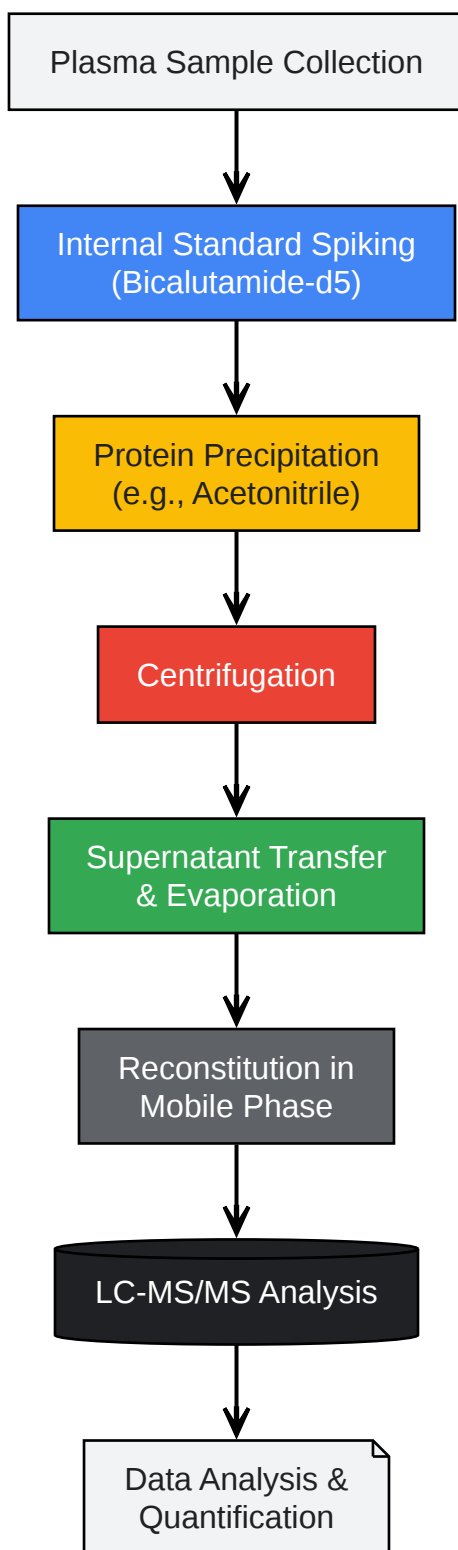 Plasma Sample Collection
Internal Standard Spiking
(Bicalutamide-d5)
Protein Precipitation
(e.g., Acetonitrile)
Centrifugation
Supernatant Transfer
& Evaporation
Reconstitution in
Mobile Phase
LC-MS/MS Analysis
Data Analysis &
Quantification